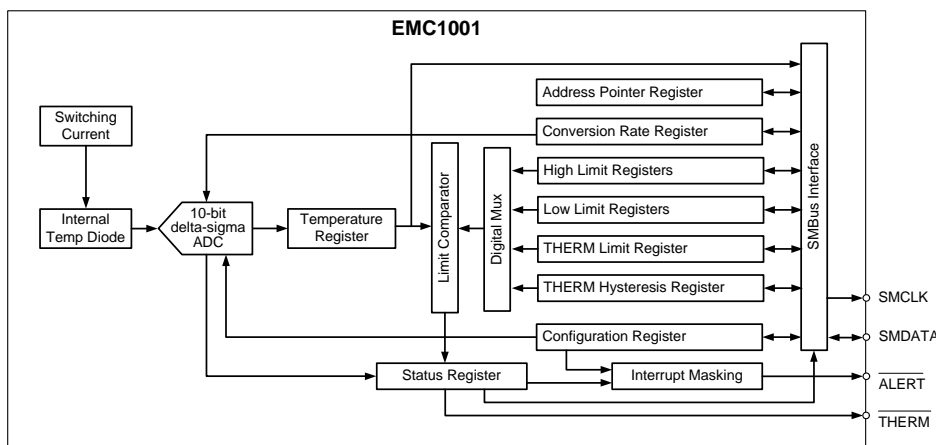 EMC1001
Switching
Current
Internal
Temp Diode
10-bit
delta-sigma
ADC
Temperature
Register
Limit Comparator
Digital Mux
Address Pointer Register
Conversion Rate Register
High Limit Registers
Low Limit Registers
THERM Limit Register
THERM Hysteresis Register
Configuration Register
Status Register
Interrupt Masking
SMBus Interface
SMCLK
SMDATA
ALERT
THERM